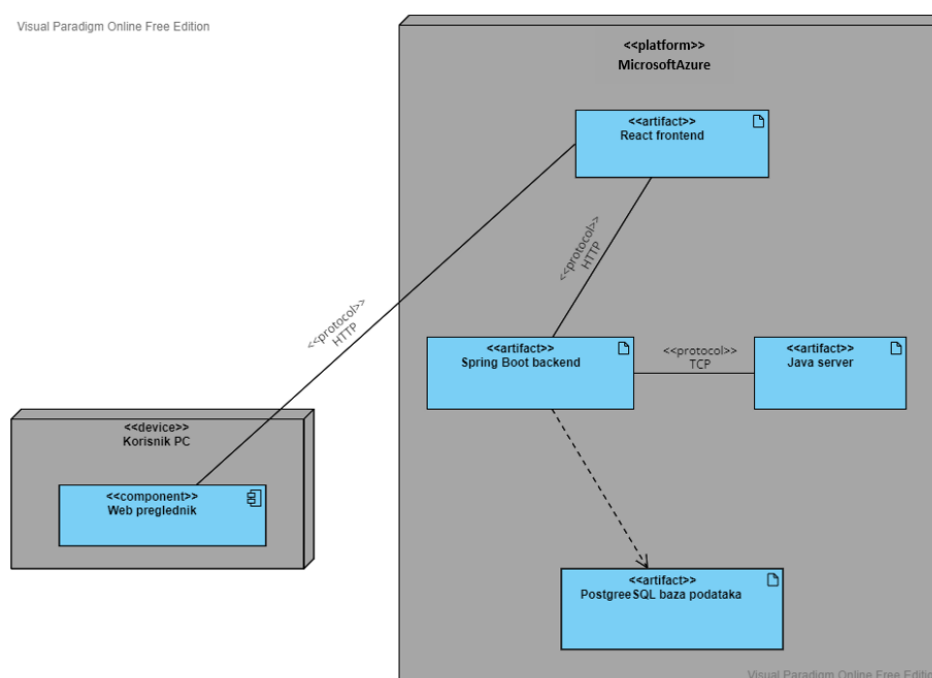 Visual Paradigm Online Free Edition
<<platform>>
MicrosoftAzure
<<artifact>>
React frontend
<<protocol>>
HTTP
<<protocol>>
HTTP
<<artifact>>
Spring Boot backend
<<protocol>>
TCP
<<artifact>>
Java server
<<device>>
Korisnik PC
<<component>>
Web preglednik
<<artifact>>
PostgreeSQL baza podataka
Visual Paradigm Online Free Edition